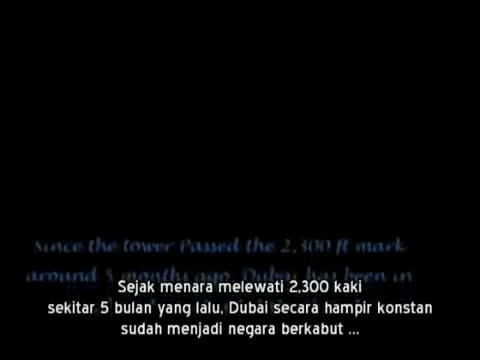 Since the tower Passed the 2,300 ft mark
around 5 months ago, Dubai has been in
Sejak menara melewati 2,300 kaki
sekitar 5 bulan yang lalu, Dubai secara hampir konstan
sudah menjadi negara berkabut ...